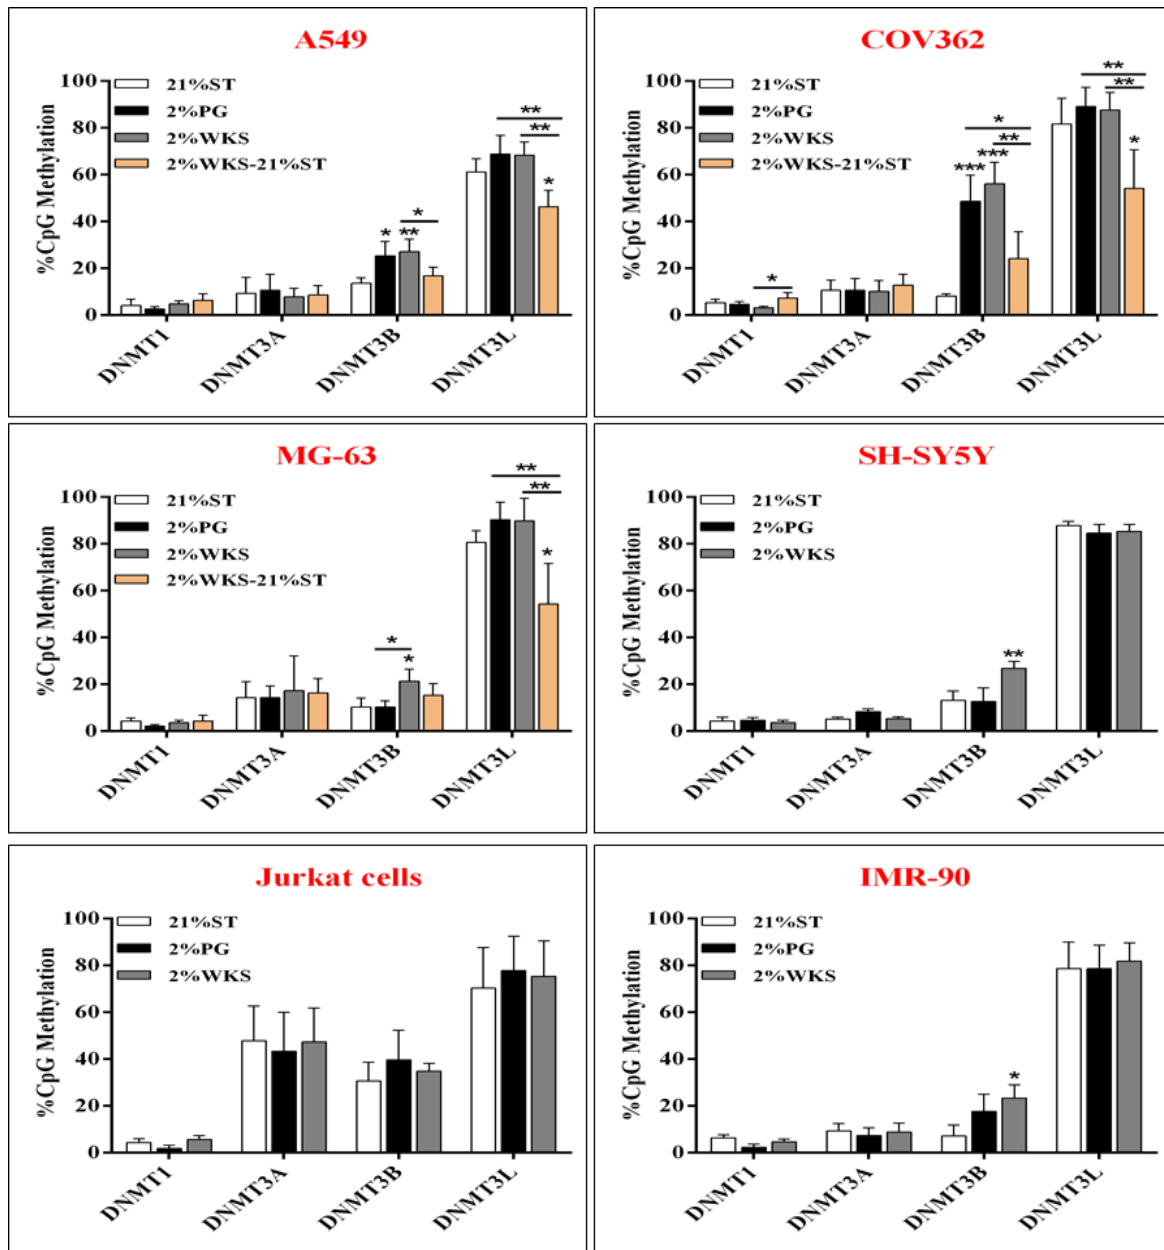 A549
21%ST
2%PG
2%WKS
2%WKS-21%ST
%CpG Methylation
100
80
60
40
20
0
* ** *
** ** *
DNMT1 DNMT3A DNMT3B DNMT3L
COV362
21%ST
2%PG
2%WKS
2%WKS-21%ST
%CpG Methylation
100
80
60
40
20
0
*
*** *** * **
** ** *
DNMT1 DNMT3A DNMT3B DNMT3L
MG-63
21%ST
2%PG
2%WKS
2%WKS-21%ST
%CpG Methylation
100
80
60
40
20
0
* *
** ** *
DNMT1 DNMT3A DNMT3B DNMT3L
SH-SY5Y
21%ST
2%PG
2%WKS
%CpG Methylation
100
80
60
40
20
0
**
DNMT1 DNMT3A DNMT3B DNMT3L
Jurkat cells
21%ST
2%PG
2%WKS
%CpG Methylation
100
80
60
40
20
0
DNMT1 DNMT3A DNMT3B DNMT3L
IMR-90
21%ST
2%PG
2%WKS
%CpG Methylation
100
80
60
40
20
0
*
DNMT1 DNMT3A DNMT3B DNMT3L